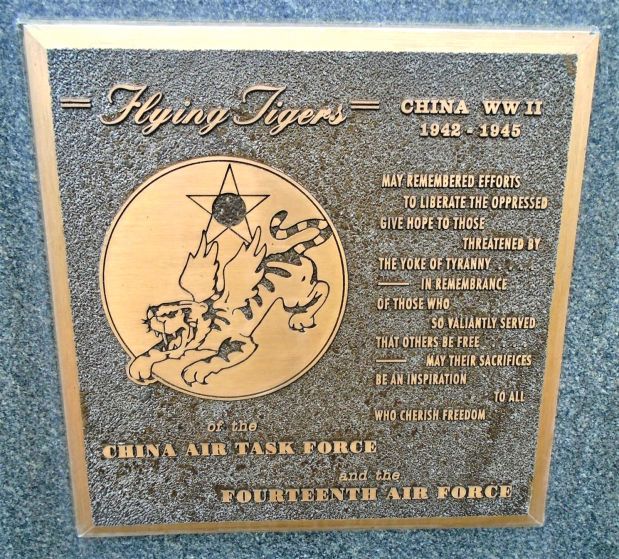 Flying Tigers
CHINA WW II
1942 - 1945
MAY REMEMBERED EFFORTS
TO LIBERATE THE OPPRESSED
GIVE HOPE TO THOSE
THREATENED BY
THE YOKE OF TYRANNY . . .
— IN REMEMBRANCE
OF THOSE WHO
SO VALIANTLY SERVED
THAT OTHERS BE FREE . . .
— MAY THEIR SACRIFICES
BE AN INSPIRATION
TO ALL
WHO CHERISH FREEDOM
of the
CHINA AIR TASK FORCE
and the
FOURTEENTH AIR FORCE